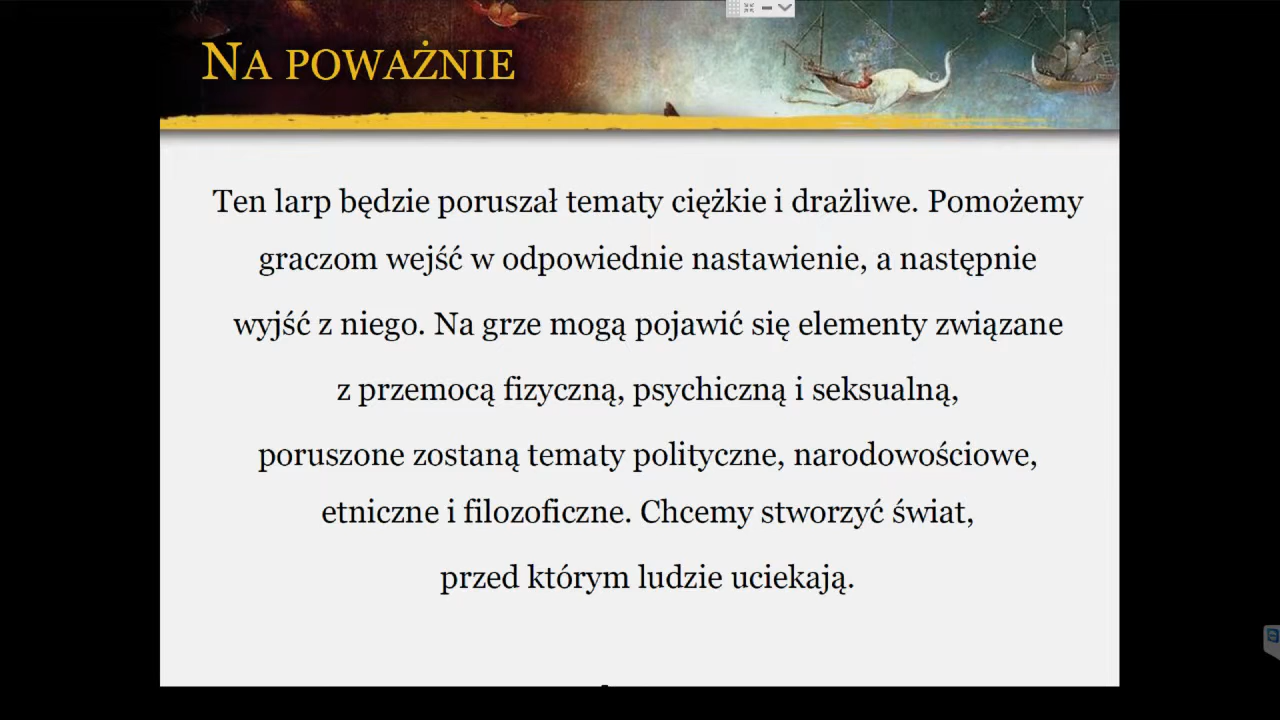 NA POWAŻNIE
Ten larp będzie poruszał tematy ciężkie i drażliwe. Pomożemy
graczom wejść w odpowiednie nastawienie, a następnie
wyjść z niego. Na grze mogą pojawić się elementy związane
z przemocą fizyczną, psychiczną i seksualną,
poruszone zostaną tematy polityczne, narodowościowe,
etniczne i filozoficzne. Chcemy stworzyć świat,
przed którym ludzie uciekają.